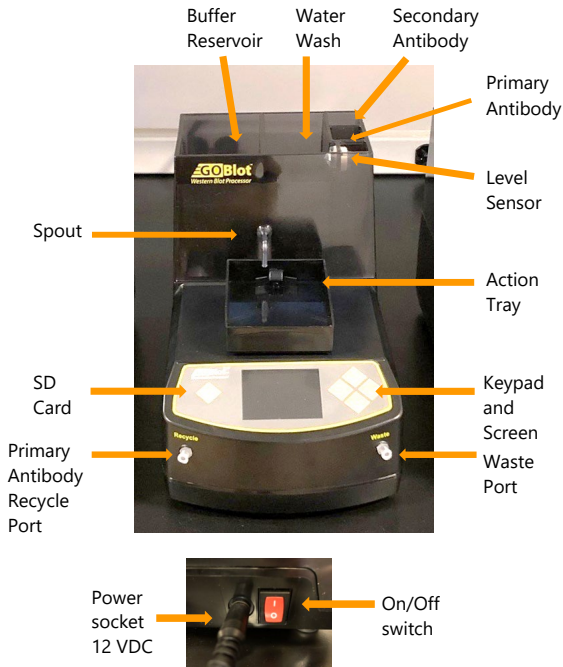 Buffer
Reservoir
Water
Wash
Secondary
Antibody
Primary
Antibody
Level
Sensor
GOBlot
Western Blot Processor
Spout
Action
Tray
SD
Card
Keypad
and
Screen
Recycle
Waste
Primary
Antibody
Recycle
Port
Waste
Port
Power
socket
12 VDC
On/Off
switch